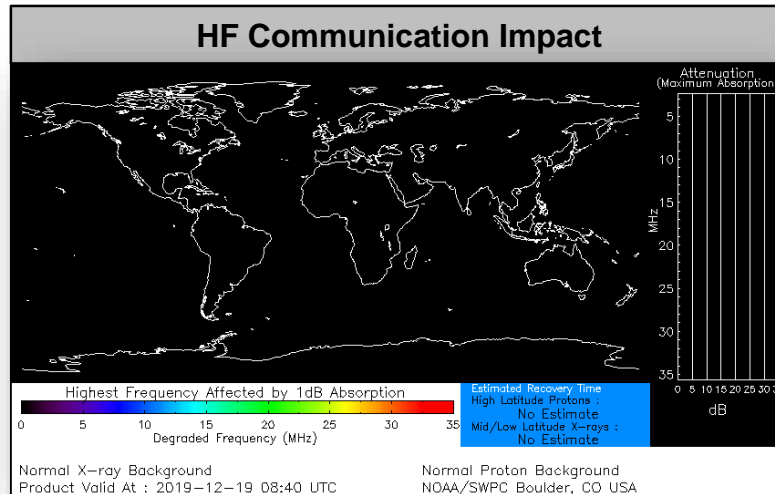 HF Communication Impact
Attenuation
(Maximum Absorption
5
10
15
20
25
30
35
MHz
0 5 10 15 20 25 30 3
dB
Highest Frequency Affected by 1dB Absorption
0 5 10 15 20 25 30 35
Degraded Frequency (MHz)
Estimated Recovery Time
High Latitude Protons :
No Estimate
Mid/Low Latitude X-rays :
No Estimate
Normal X-ray Background
Product Valid At : 2019-12-19 08:40 UTC
Normal Proton Background
NOAA/SWPC Boulder, CO USA